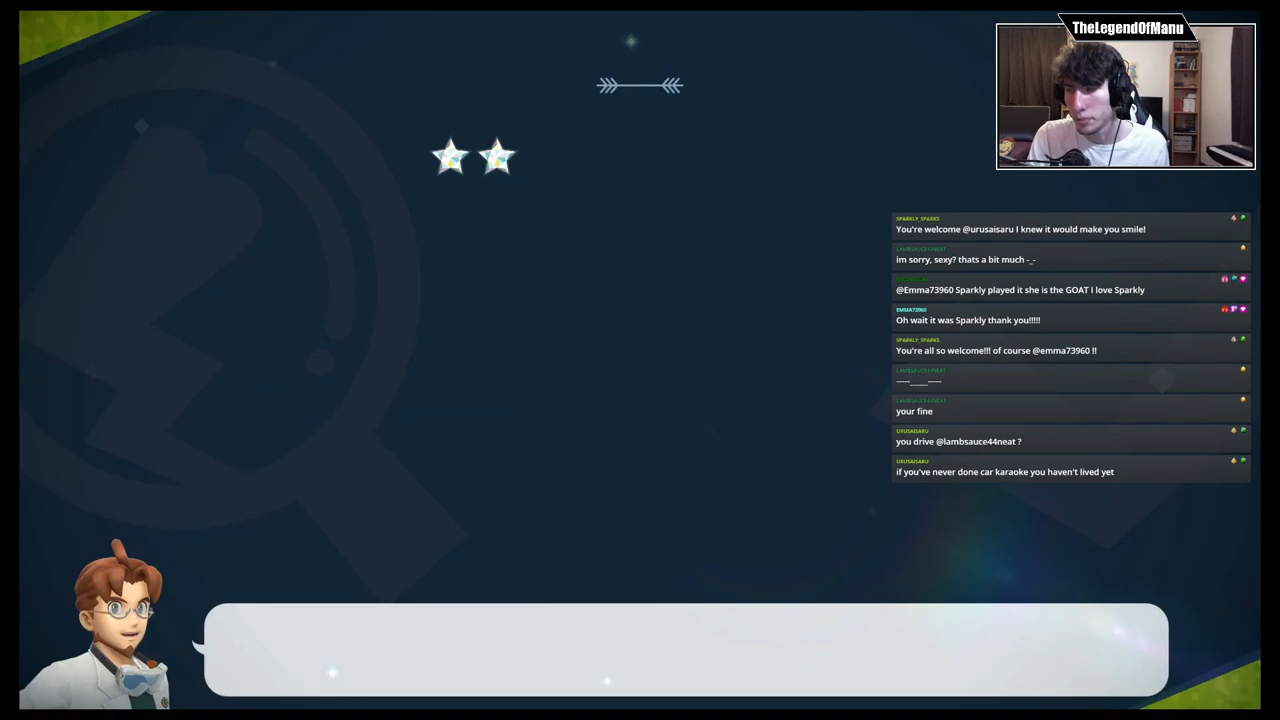 TheLegendOfManu
SPARKLY_SPARKS
You're welcome @urusaisaru I knew it would make you smile!
LAMBSAUCE44NEAT
im sorry, sexy? thats a bit much -_-
@Emma73960 Sparkly played it she is the GOAT I love Sparkly
EMMA73960
Oh wait it was Sparkly thank you!!!!!
SPARKLY_SPARKS
You're all so welcome!!! of course @emma73960 !!
LAMBSAUCE44NEAT
-----_____-----
LAMBSAUCE44NEAT
your fine
URUSAISARU
you drive @lambsauce44neat ?
URUSAISARU
if you've never done car karaoke you haven't lived yet